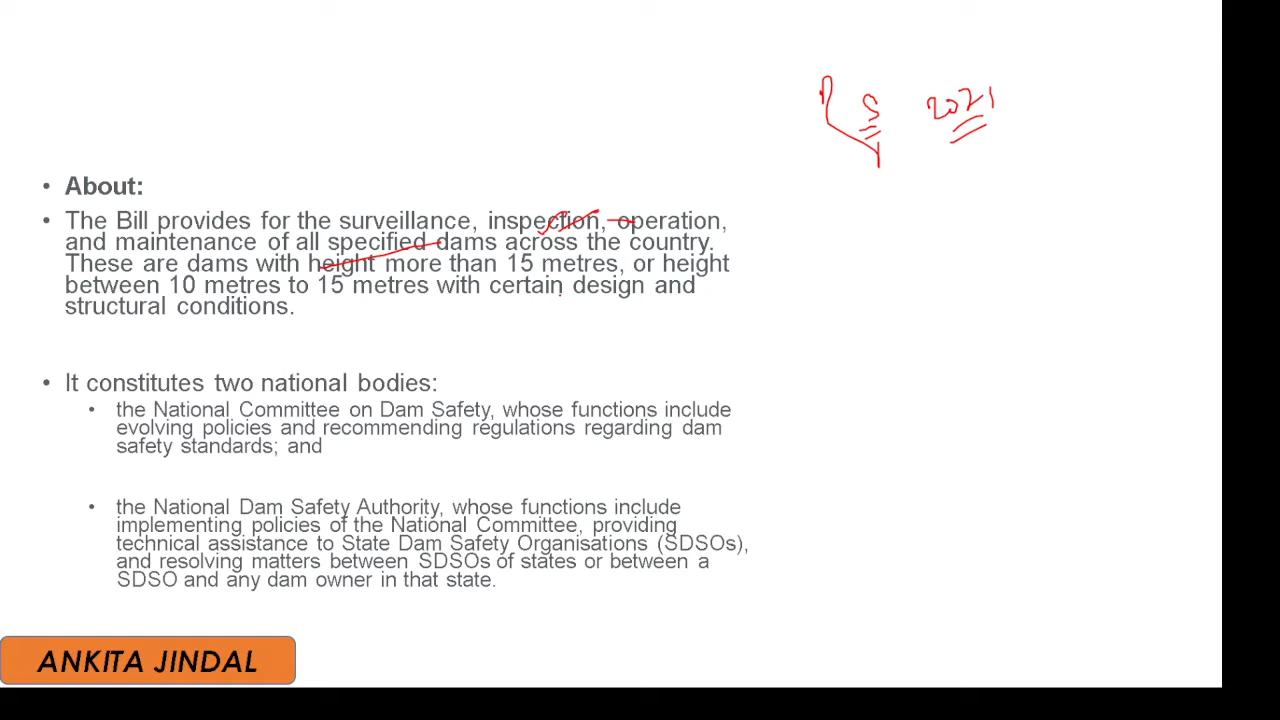 S 2021
• About:
• The Bill provides for the surveillance, inspection, operation,
and maintenance of all specified dams across the country.
These are dams with height more than 15 metres, or height
between 10 metres to 15 metres with certain design and
structural conditions.
• It constitutes two national bodies:
• the National Committee on Dam Safety, whose functions include
evolving policies and recommending regulations regarding dam
safety standards; and
• the National Dam Safety Authority, whose functions include
implementing policies of the National Committee, providing
technical assistance to State Dam Safety Organisations (SDSOs),
and resolving matters between SDSOs of states or between a
SDSO and any dam owner in that state.
ANKITA JINDAL